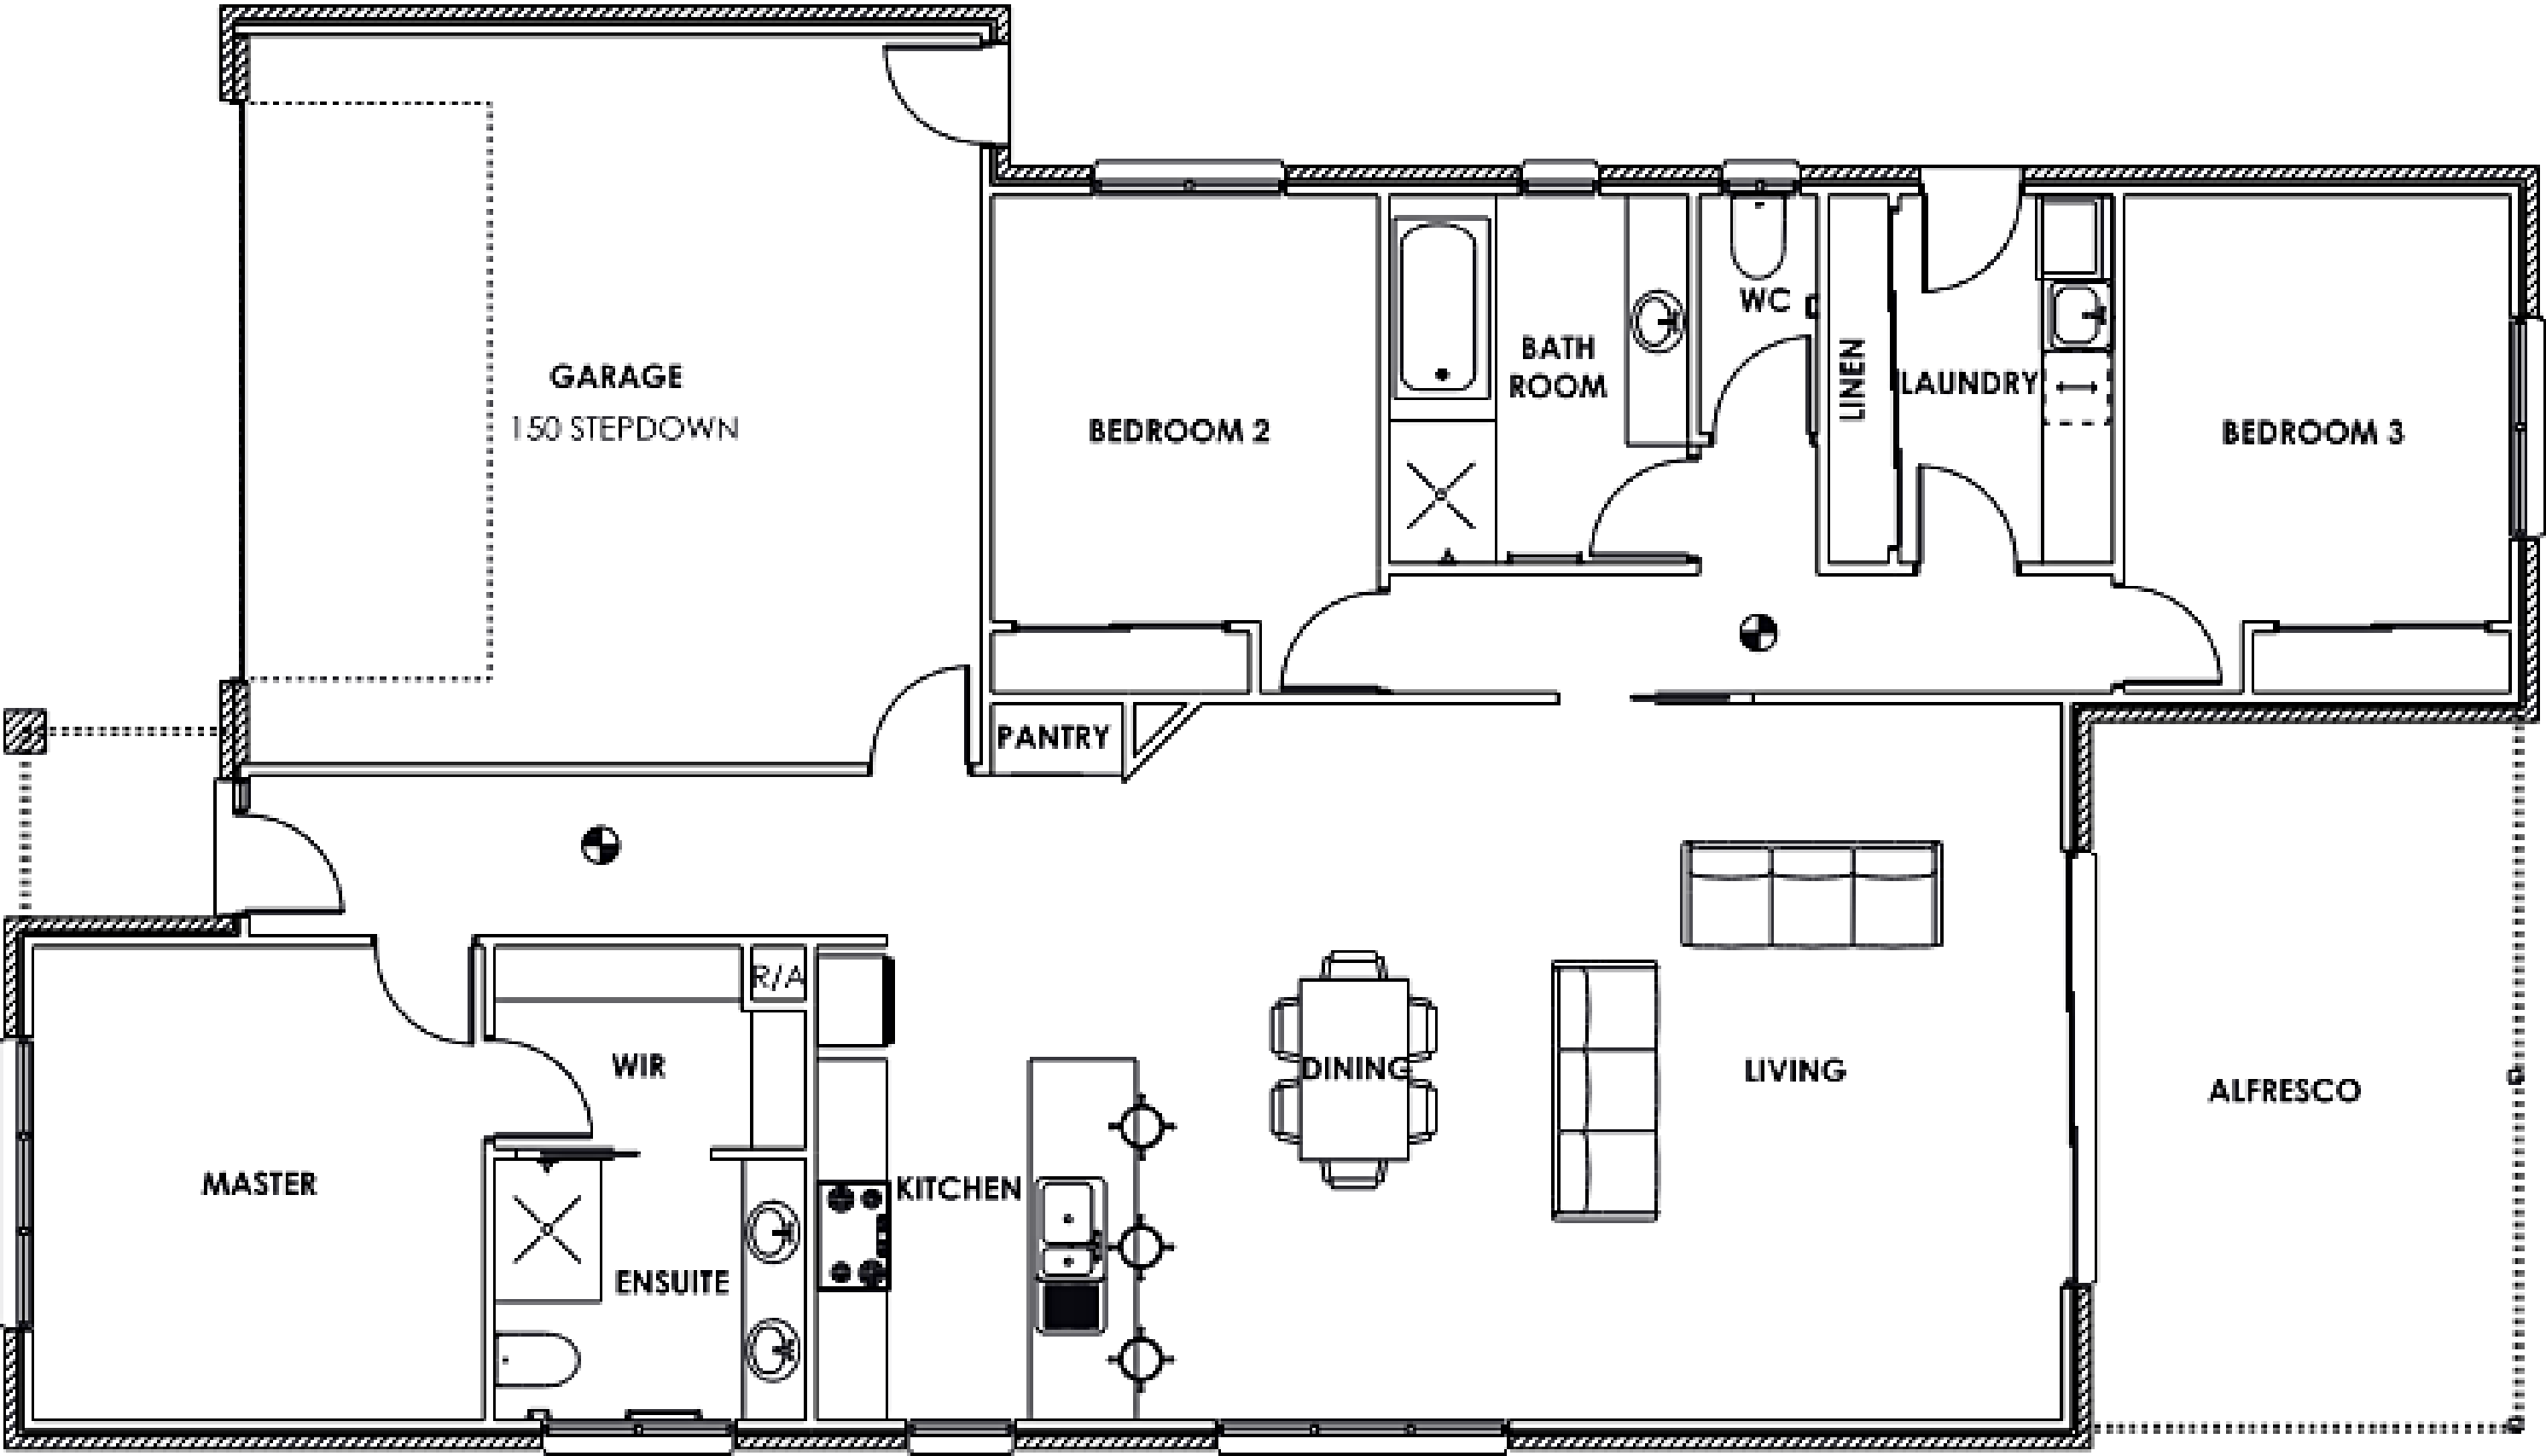 GARAGE
150 STEPDOWN
BEDROOM 2
BATH
ROOM
WC
LINEN
LAUNDRY
BEDROOM 3
PANTRY
R/A
WIR
MASTER
ENSUITE
KITCHEN
DINING
LIVING
ALFRESCO